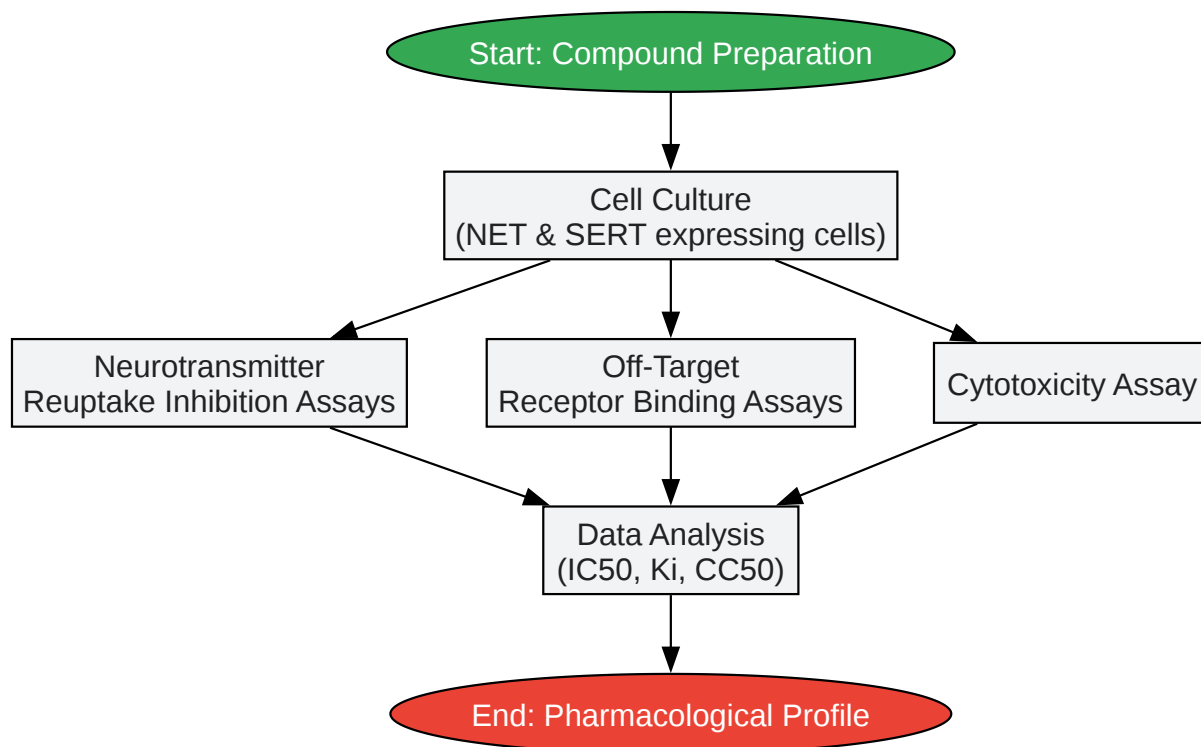 Start: Compound Preparation
Cell Culture
(NET & SERT expressing cells)
Neurotransmitter
Reuptake Inhibition Assays
Off-Target
Receptor Binding Assays
Cytotoxicity Assay
Data Analysis
(IC50, Ki, CC50)
End: Pharmacological Profile